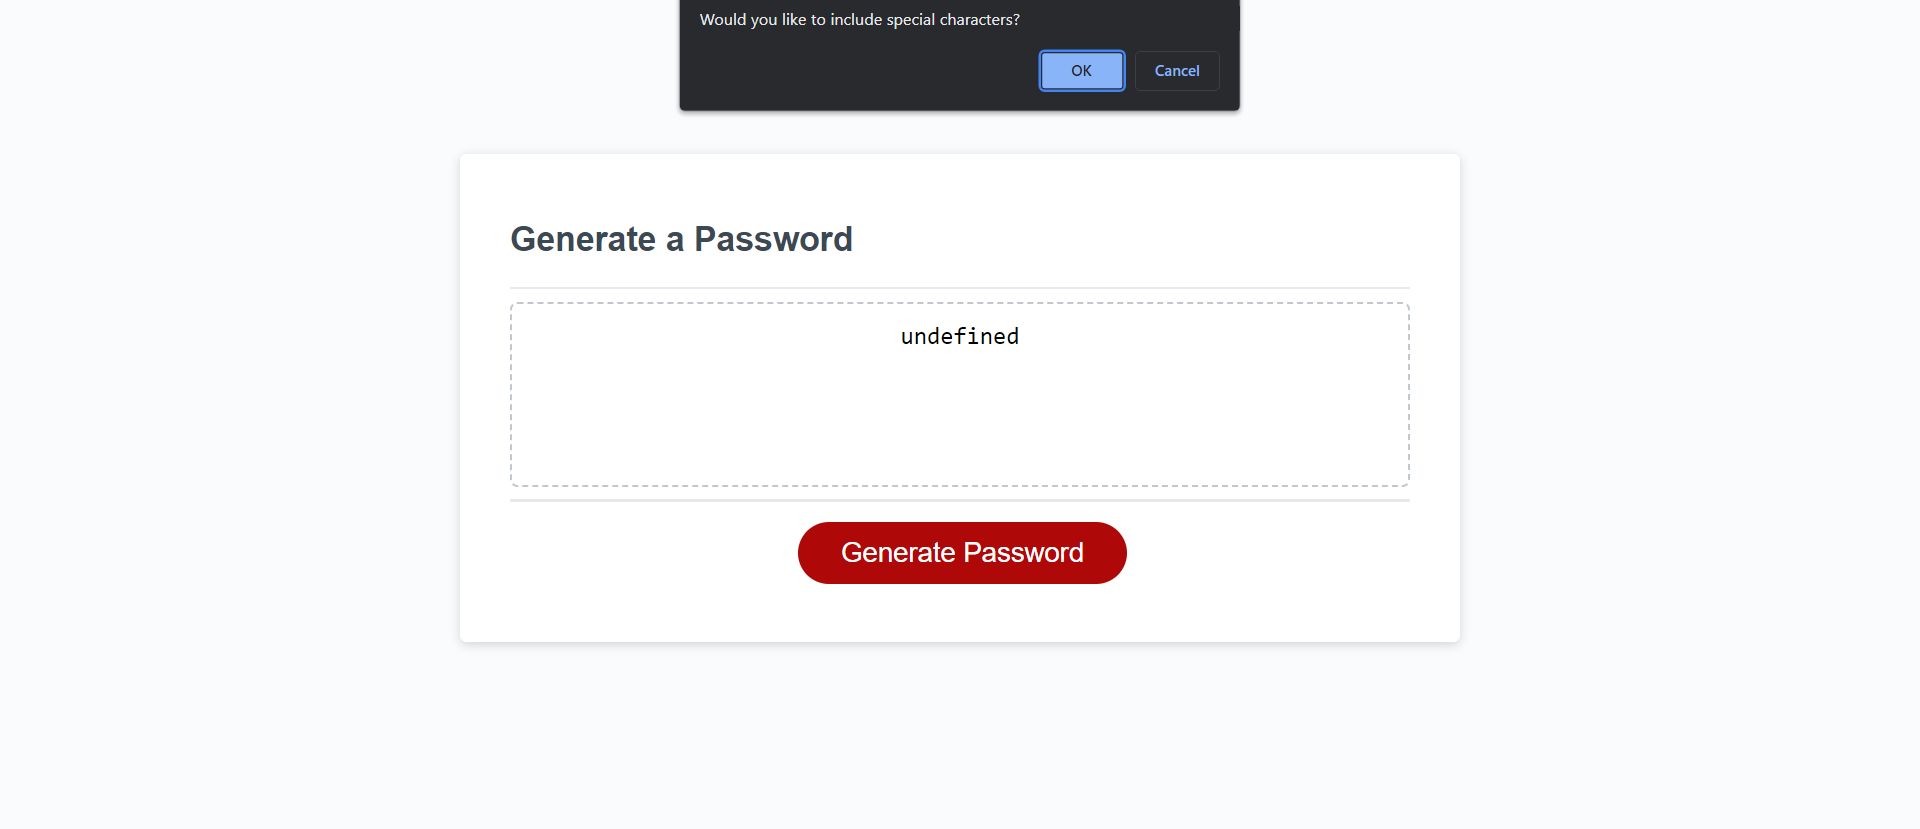 Would you like to include special characters?
OK
Cancel
Generate a Password
undefined
Generate Password